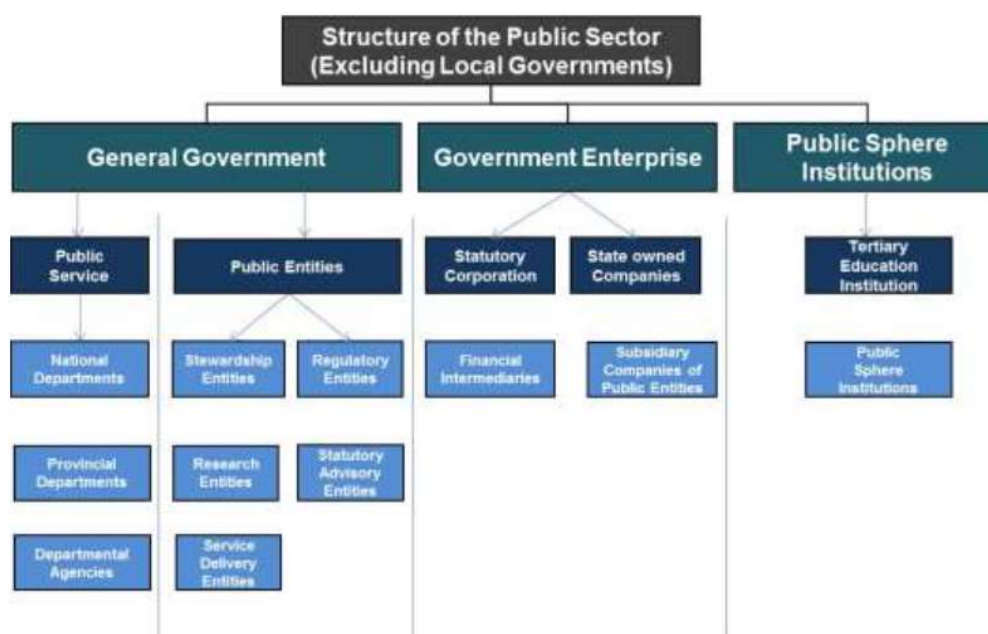 Structure of the Public Sector
(Excluding Local Governments)
General Government
Government Enterprise
Public Sphere
Institutions
Public
Service
Public Entities
Statutory
Corporation
State owned
Companies
Tertiary
Education
Institution
National
Departments
Stewardship
Entities
Regulatory
Entities
Financial
Intermediaries
Subsidiary
Companies of
Public Entities
Public
Sphere
Institutions
Provincial
Departments
Research
Entities
Statutory
Advisory
Entities
Departmental
Agencies
Service
Delivery
Entities